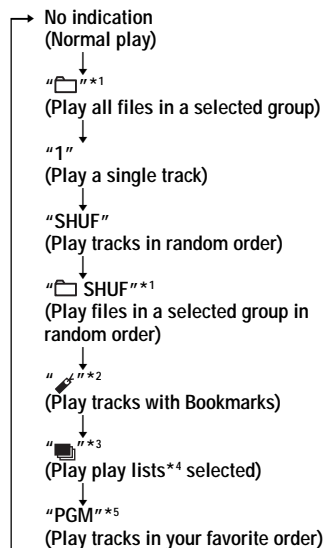 No indication
(Normal play)
“ ”*1
(Play all files in a selected group)
“1”
(Play a single track)
“SHUF”
(Play tracks in random order)
“ SHUF”*1
(Play files in a selected group in
random order)
“ ”*2
(Play tracks with Bookmarks)
“ ”*3
(Play play lists*4 selected)
“PGM”*5
(Play tracks in your favorite order)